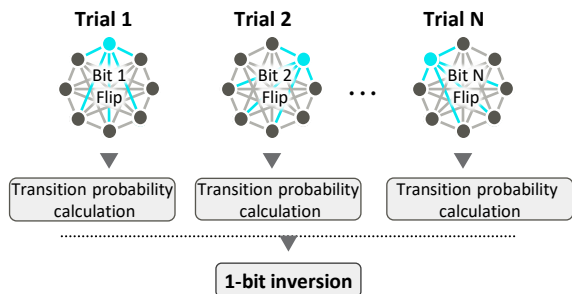 Trial 1
Trial 2
Trial N
Bit 1
Flip
Bit 2
Flip
...
Bit N
Flip
Transition probability
calculation
Transition probability
calculation
Transition probability
calculation
1-bit inversion